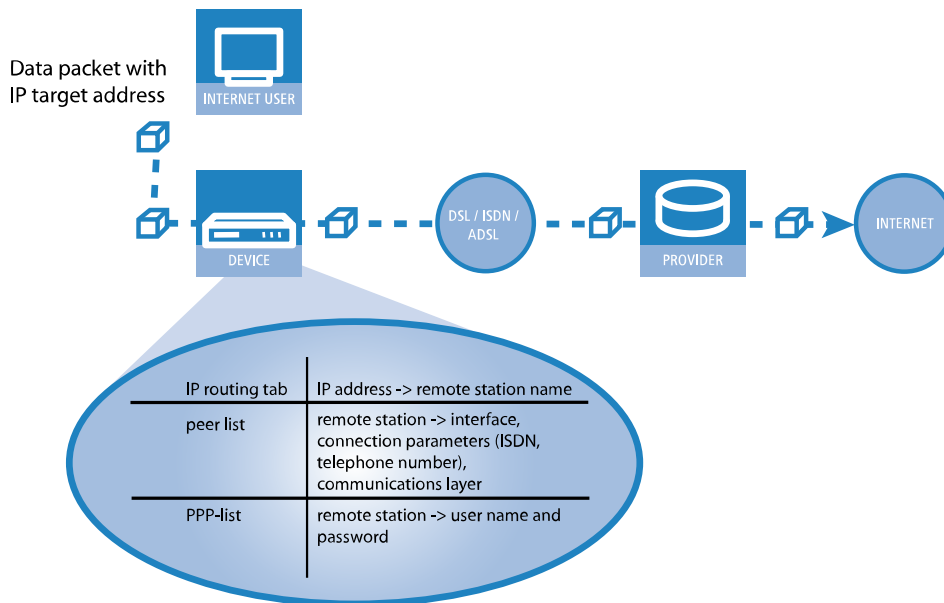 Data packet with
IP target address
INTERNET USER
DEVICE
DSL / ISDN /
ADSL
PROVIDER
INTERNET
IP routing tab
IP address -> remote station name
peer list
remote station -> interface,
connection parameters (ISDN,
telephone number),
communications layer
PPP-list
remote station -> user name and
password